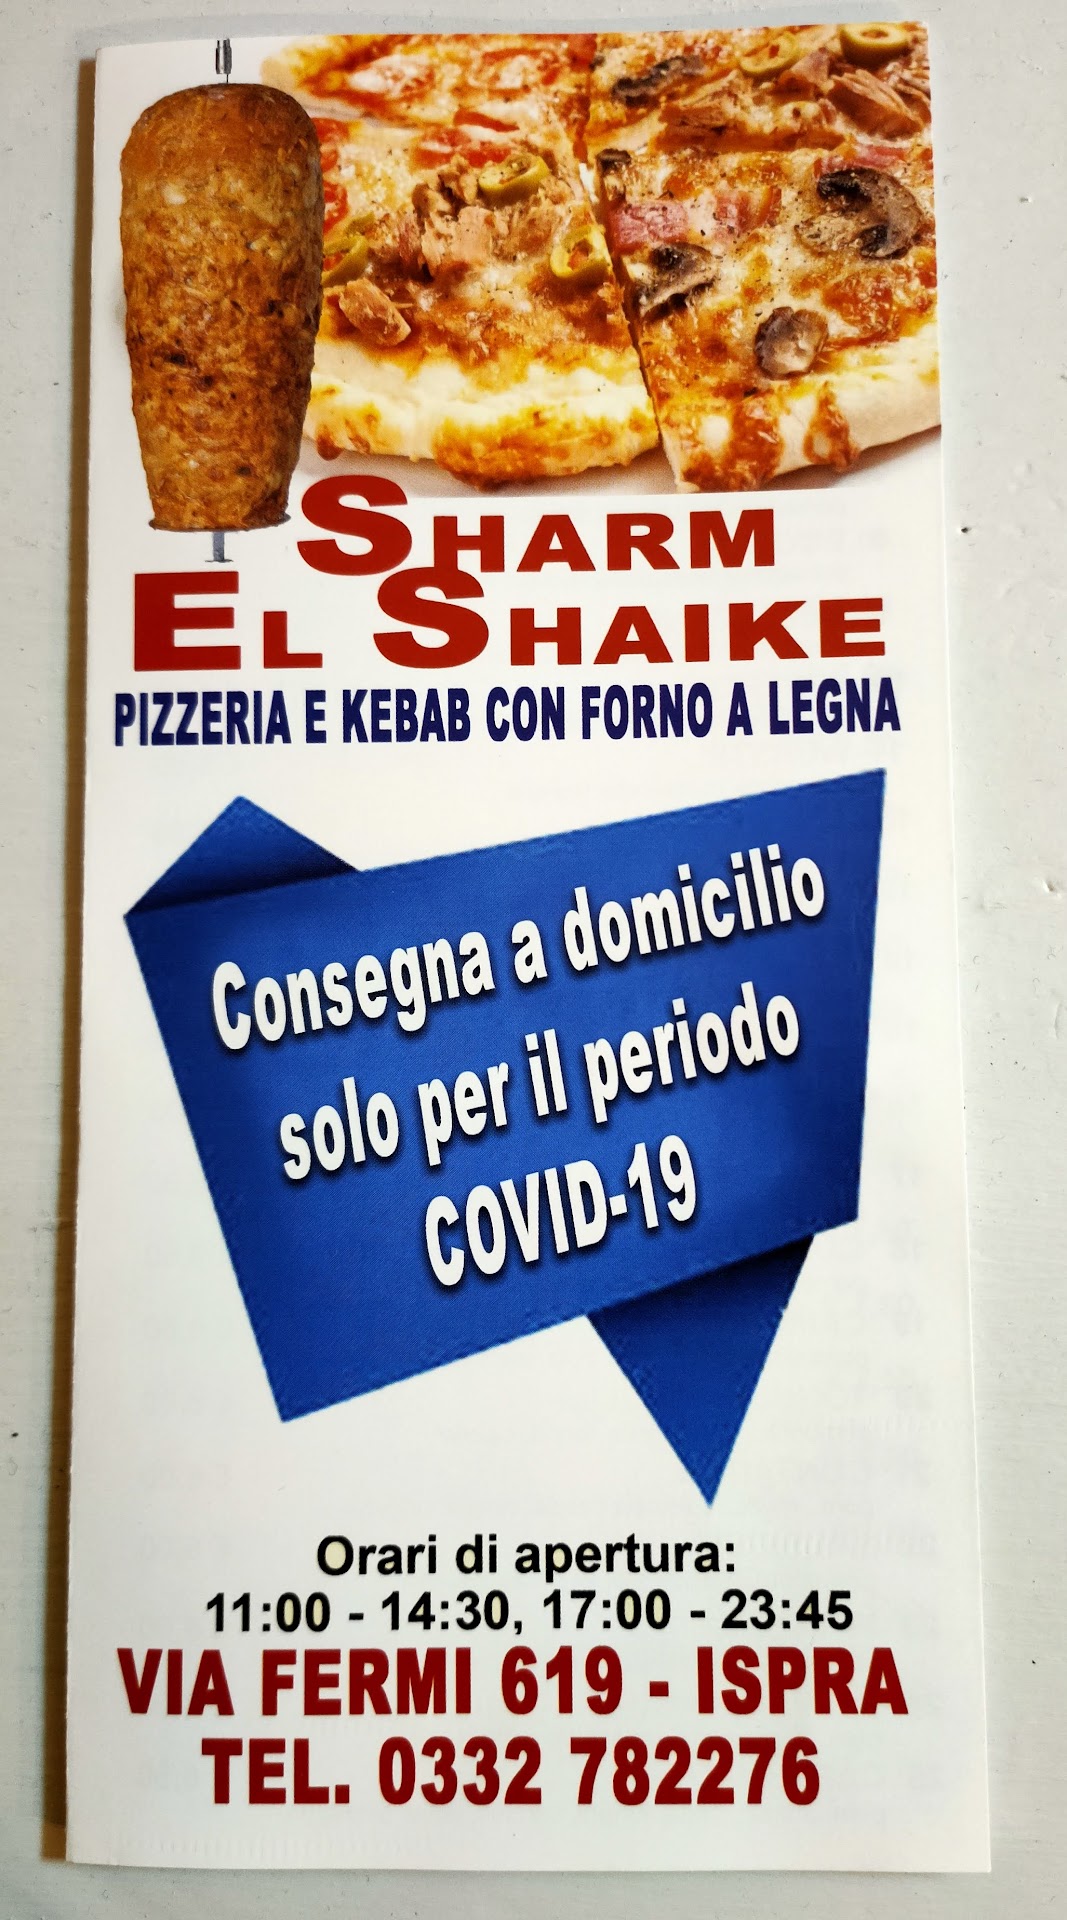 SHARM
EL SHAIKE
PIZZERIA E KEBAB CON FORNO A LEGNA
Consegna a domicilio
solo per il periodo
COVID-19
Orari di apertura:
11:00 - 14:30, 17:00 - 23:45
VIA FERMI 619 - ISPRA
TEL. 0332 782276